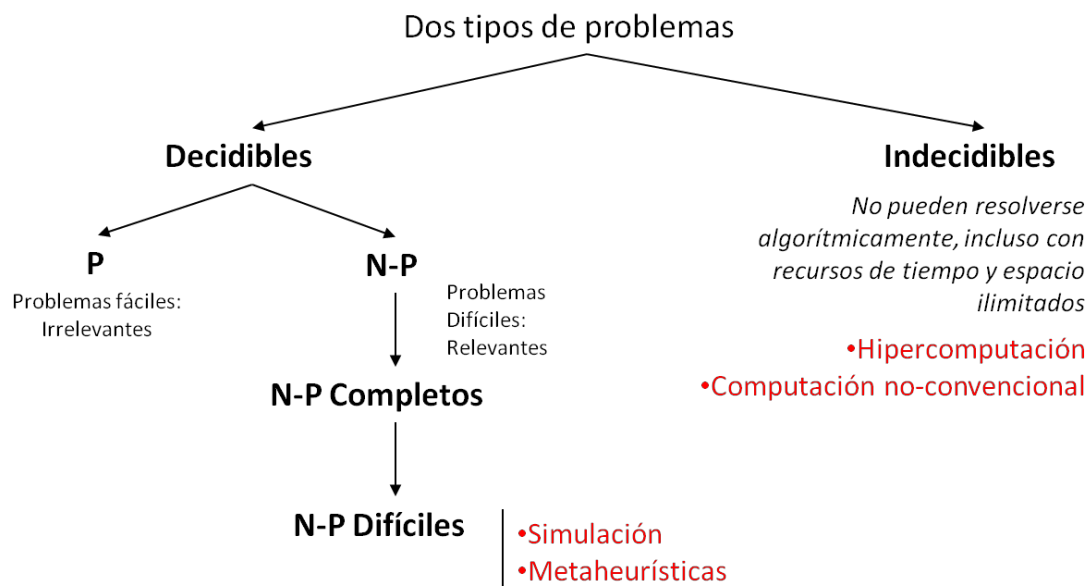 Dos tipos de problemas
Decidibles
Indecidibles
No pueden resolverse
algorítmicamente, incluso con
recursos de tiempo y espacio
ilimitados
•Hipercomputación
•Computación no-convencional
P
Problemas fáciles:
Irrelevantes
N-P
Problemas
Difíciles:
Relevantes
N-P Completos
N-P Difíciles
•Simulación
•Metaheurísticas